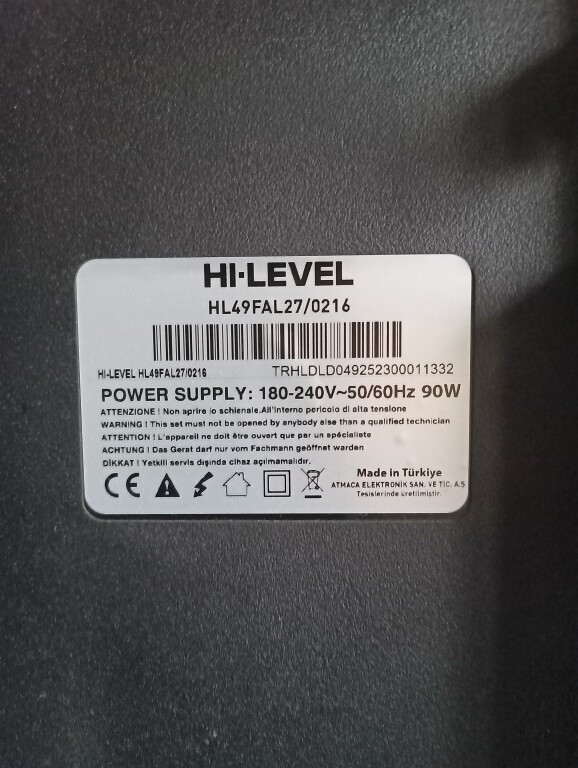 HI-LEVEL
HL49FAL27/0216
HI-LEVEL HL49FAL27/0216 TRHLDLD049252300011332
POWER SUPPLY: 180-240V~50/60Hz 90W
ATTENZIONE ! Non aprire lo schienale.All'interno pericolo di alta tensione
WARNING ! This set must not be opened by anybody else than a qualified technician
ATTENTION ! L'appareil ne doit être ouvert que par un spécialiste
ACHTUNG ! Das Gerat darf nur vom Fachmann geöffnet warden
DİKKAT ! Yetkili servis dışında cihaz açılmamalıdır.
CE
Made in Türkiye
ATMACA ELEKTRONİK SAN. VE TİC. A.S
Tesislerinde üretilmiştir.